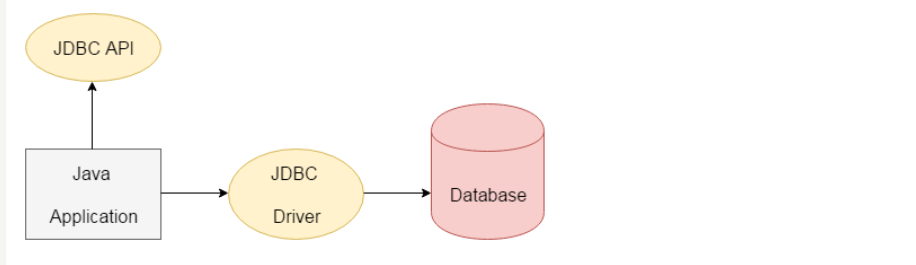 JDBC API
Java
Application
JDBC
Driver
Database